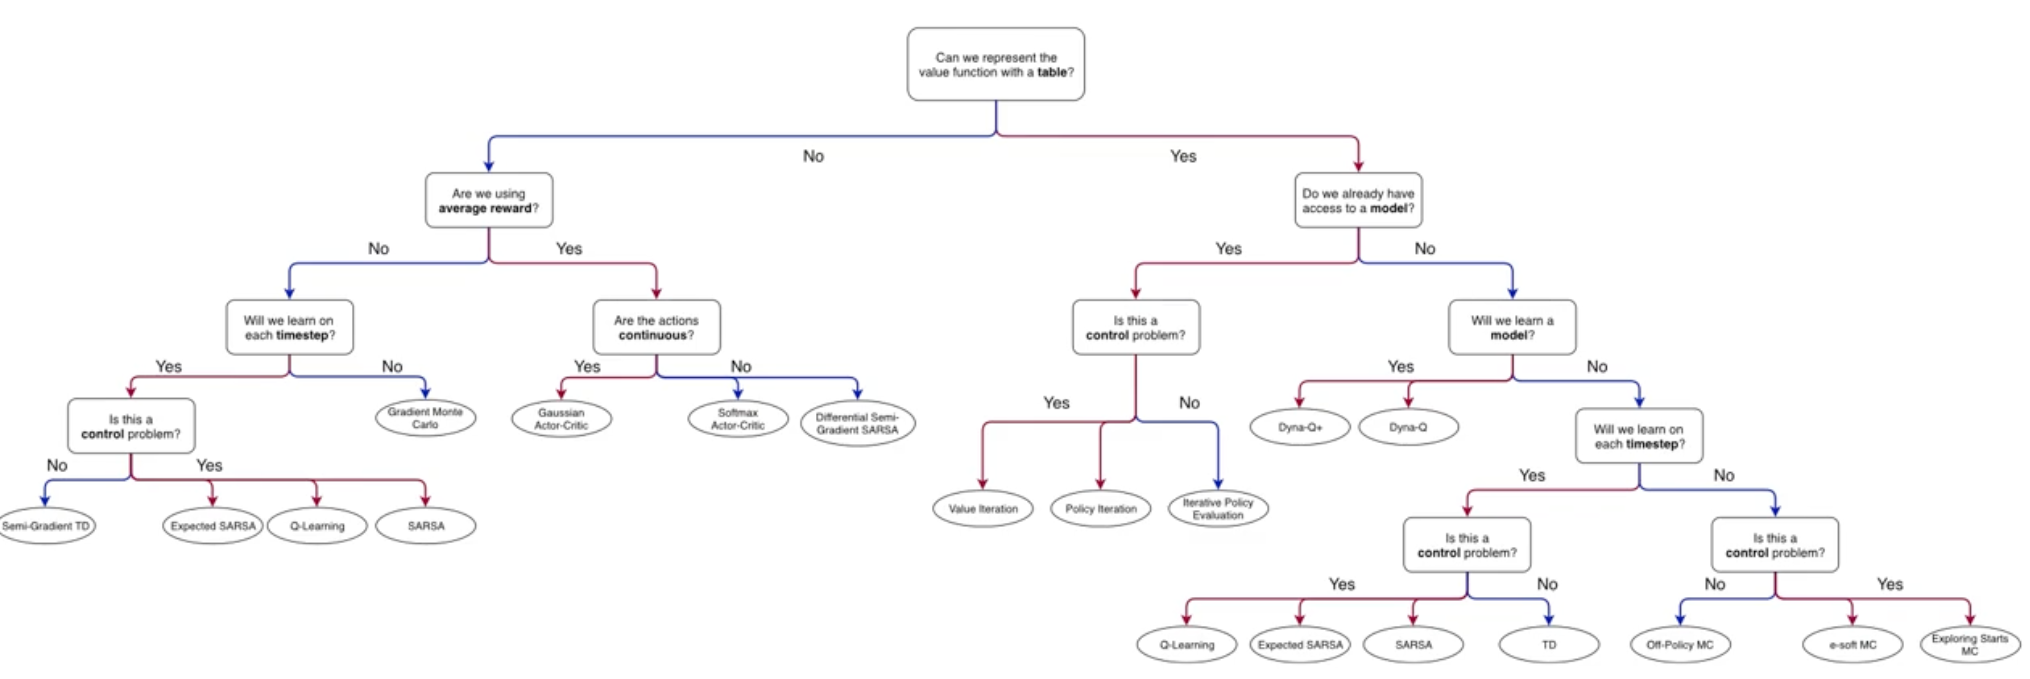 Can we represent the
value function with a table?
No
Yes
Are we using
average reward?
Do we already have
access to a model?
No
Yes
Yes
No
Will we learn on
each timestep?
Are the actions
continuous?
Is this a
control problem?
Will we learn a
model?
Yes
No
Yes
No
Yes
No
Yes
No
Is this a
control problem?
Gradient Monte
Carlo
Gaussian
Actor-Critic
Softmax
Actor-Critic
Differential Semi-
Gradient SARSA
Dyna-Q+
Dyna-Q
Will we learn on
each timestep?
No
Yes
Yes
No
Semi-Gradient TD
Expected SARSA
Q-Learning
SARSA
Value Iteration
Policy Iteration
Iterative Policy
Evaluation
Is this a
control problem?
Is this a
control problem?
Yes
No
No
Yes
Q-Learning
Expected SARSA
SARSA
TD
Off-Policy MC
e-soft MC
Exploring Starts
MC